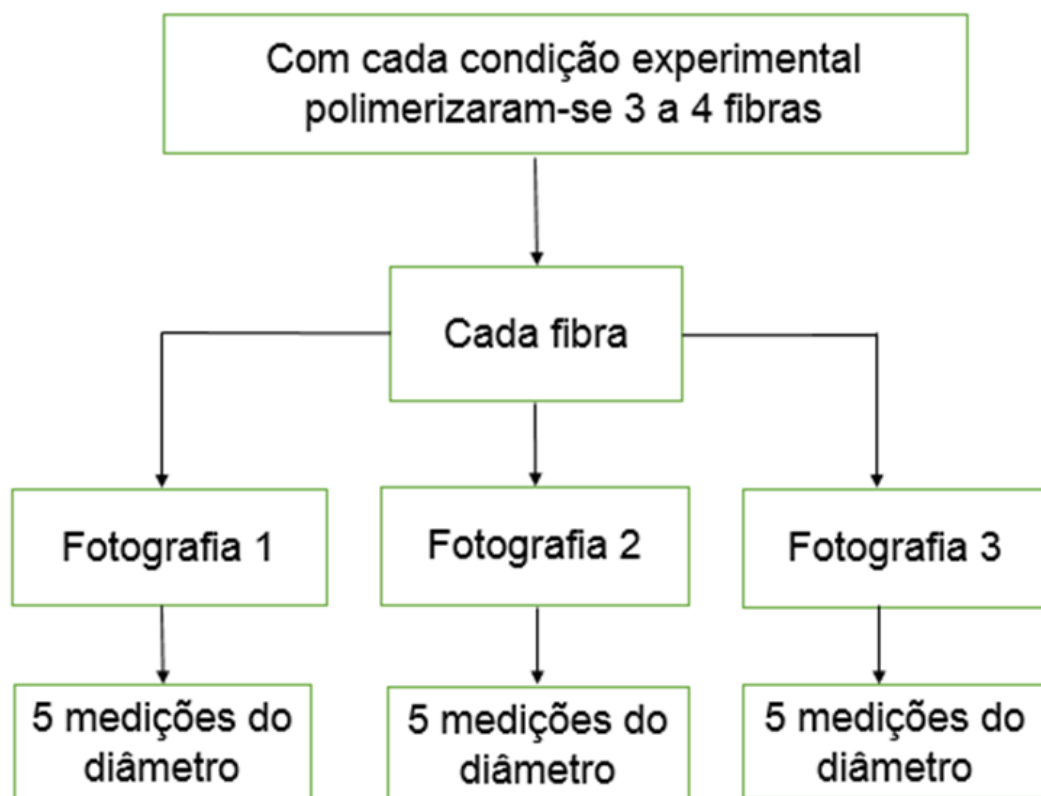 Com cada condição experimental
polimerizaram-se 3 a 4 fibras
Cada fibra
Fotografia 1
Fotografia 2
Fotografia 3
5 medições do
diâmetro
5 medições do
diâmetro
5 medições do
diâmetro